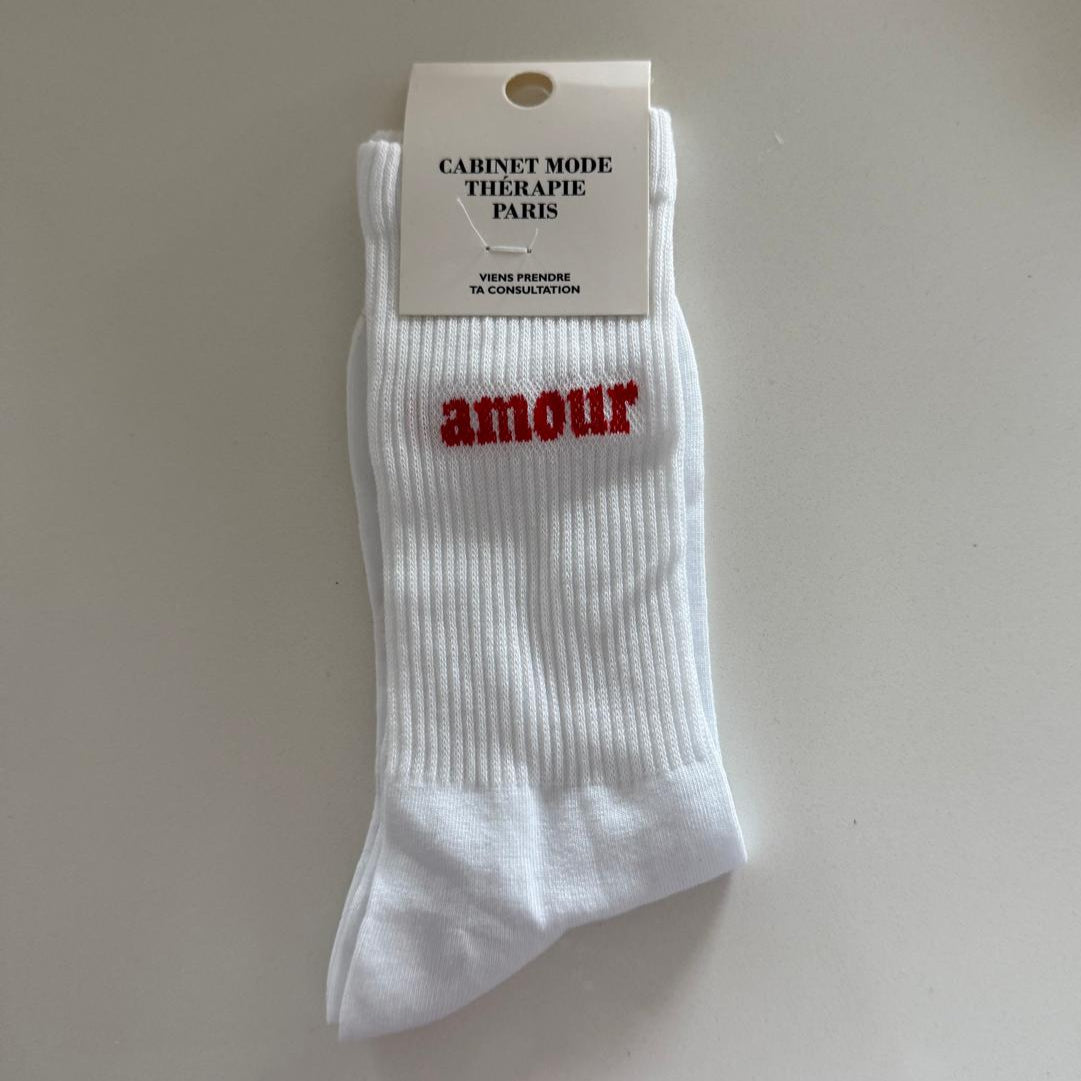 CABINET MODE
THÉRAPIE
PARIS
VIENS PRENDRE
TA CONSULTATION
amour